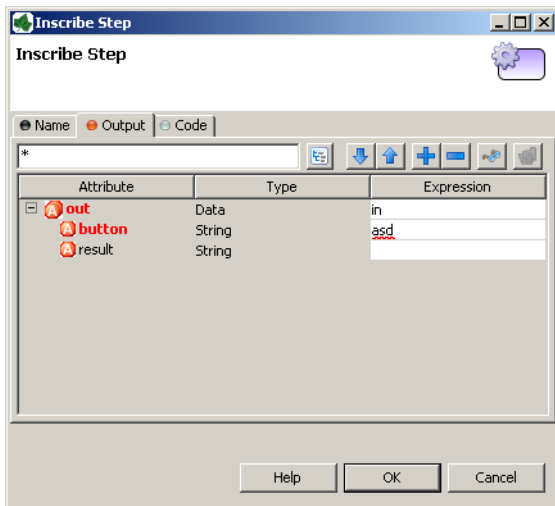 Inscribe Step
Inscribe Step
Name Output Code
*
Attribute Type Expression
out Data in
button String asd
result String
Help OK Cancel